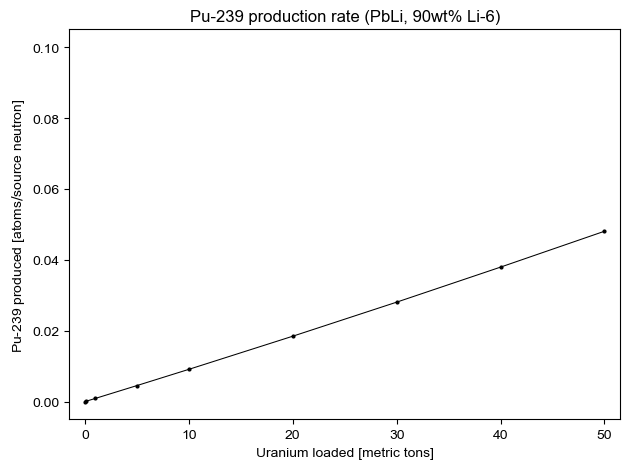 Pu-239 production rate (PbLi, 90wt% Li-6)
0.10
0.08
0.06
0.04
0.02
0.00
Pu-239 produced [atoms/source neutron]
0 10 20 30 40 50
Uranium loaded [metric tons]